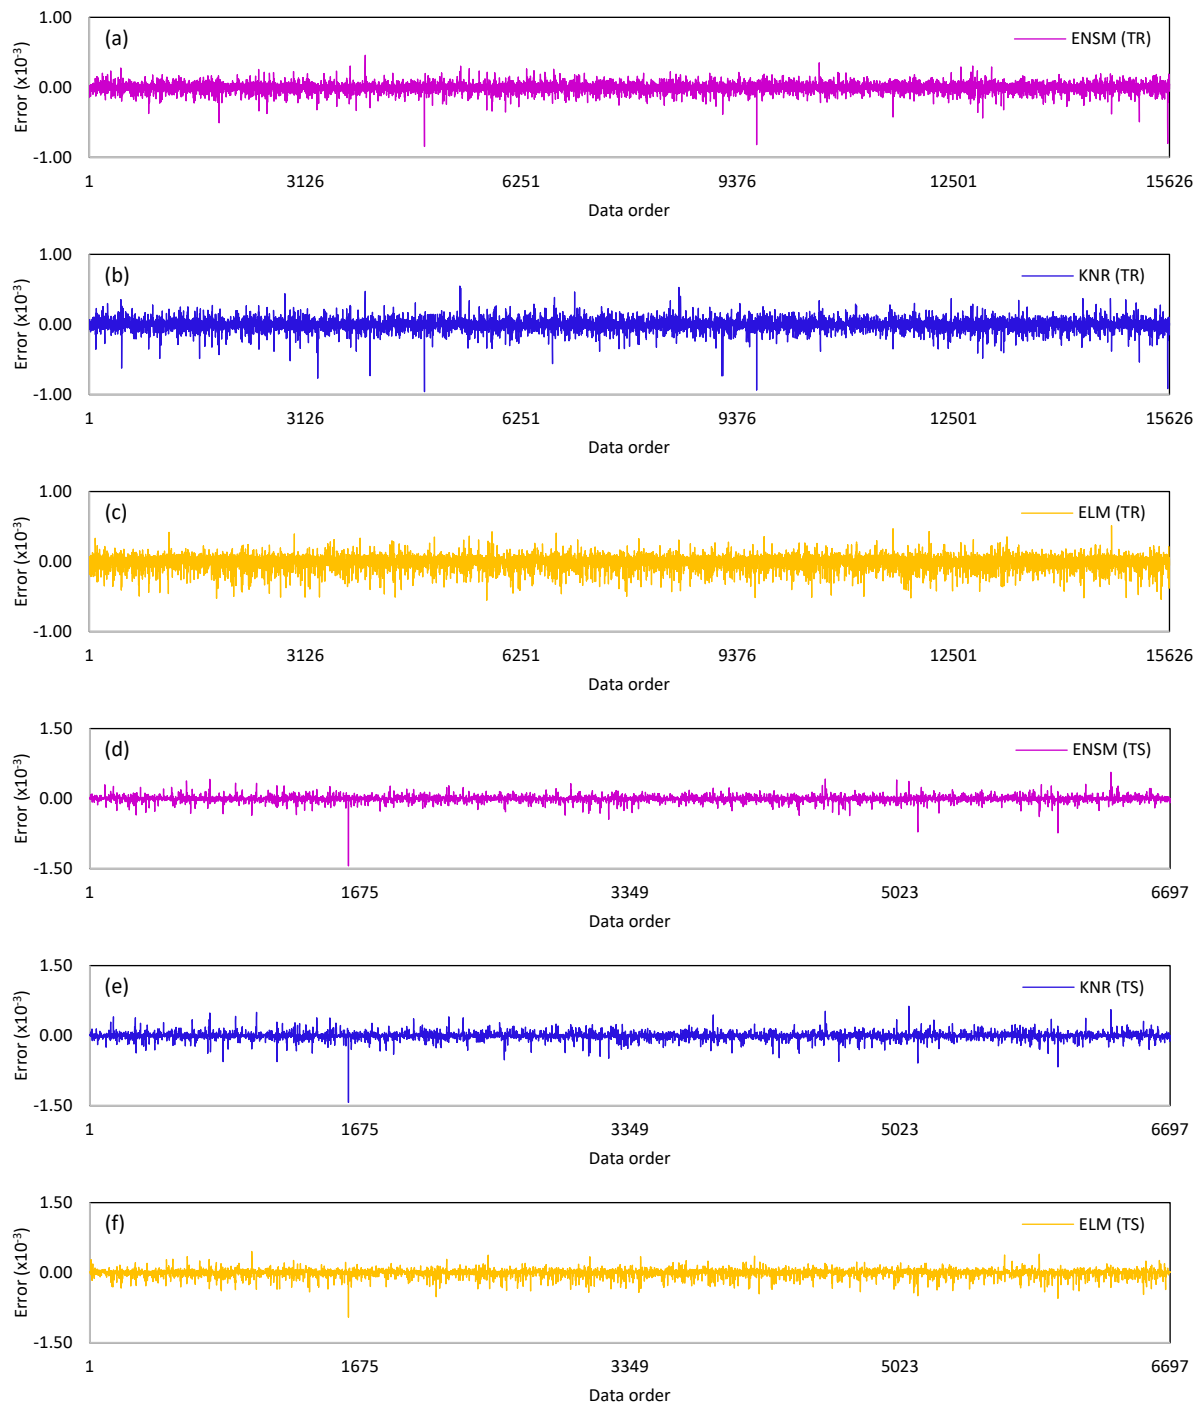 1.00
(a)
ENSM (TR)
Error (x10⁻³)
0.00
-1.00
1 3126 6251 9376 12501 15626
Data order
1.00
(b)
KNR (TR)
Error (x10⁻³)
0.00
-1.00
1 3126 6251 9376 12501 15626
Data order
1.00
(c)
ELM (TR)
Error (x10⁻³)
0.00
-1.00
1 3126 6251 9376 12501 15626
Data order
1.50
(d)
ENSM (TS)
Error (x10⁻³)
0.00
-1.50
1 1675 3349 5023 6697
Data order
1.50
(e)
KNR (TS)
Error (x10⁻³)
0.00
-1.50
1 1675 3349 5023 6697
Data order
1.50
(f)
ELM (TS)
Error (x10⁻³)
0.00
-1.50
1 1675 3349 5023 6697
Data order